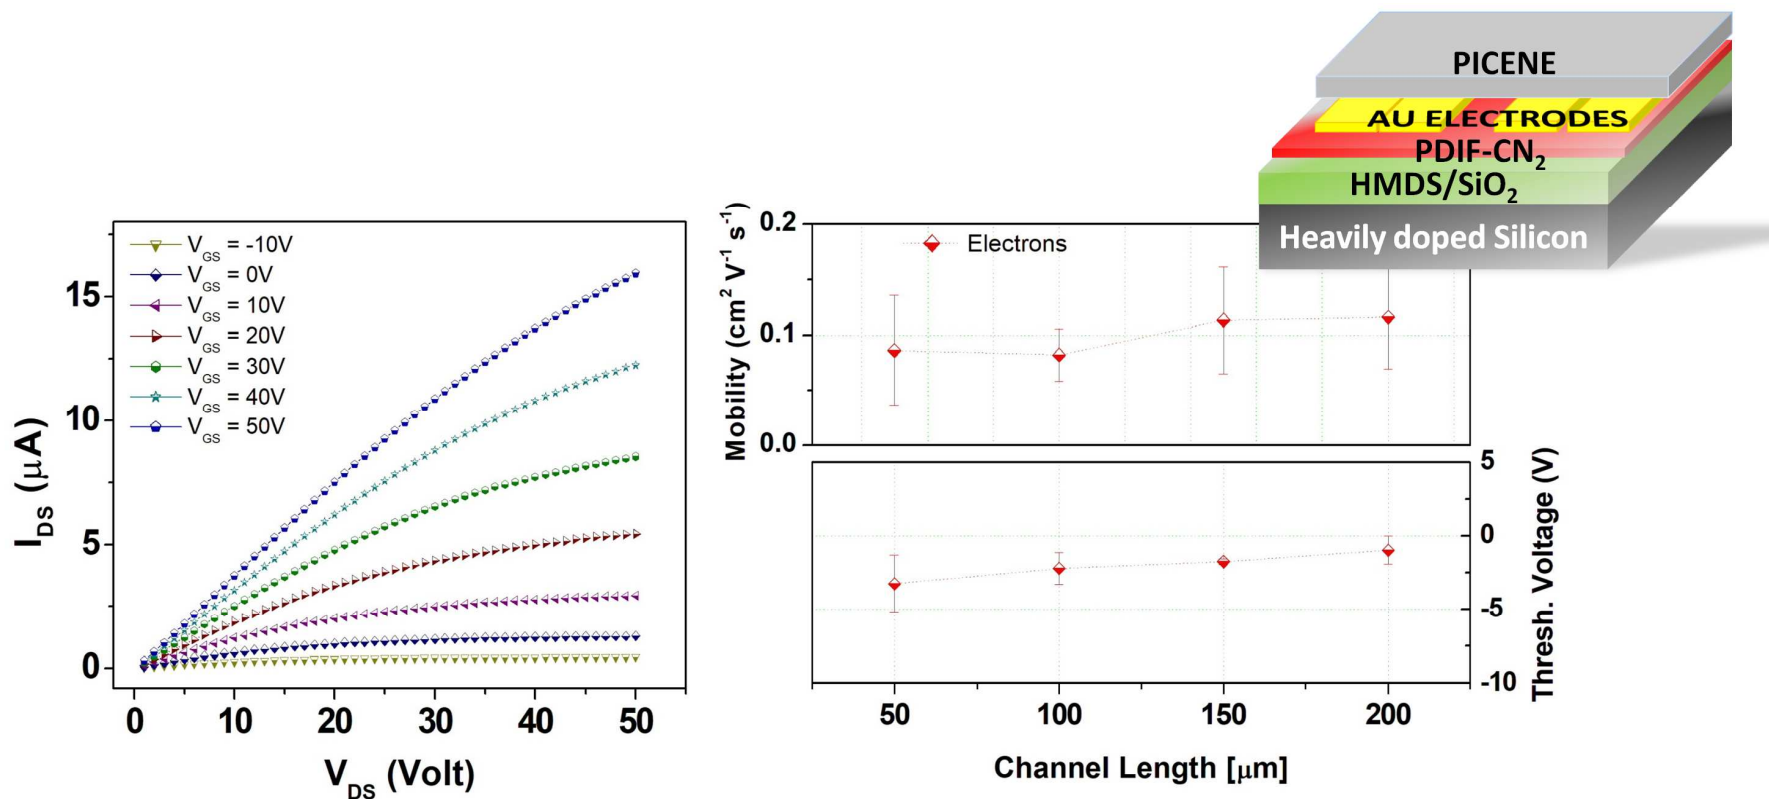 PICENE
AU ELECTRODES
PDIF-CN2
HMDS/SiO2
Heavily doped Silicon
VGS = -10V
VGS = 0V
VGS = 10V
VGS = 20V
VGS = 30V
VGS = 40V
VGS = 50V
15
10
5
0
IDS (μA)
0 10 20 30 40 50
VDS (Volt)
Electrons
0.2
0.1
0.0
Mobility (cm2 V-1 s-1)
5
0
-5
-10
Thresh. Voltage (V)
50 100 150 200
Channel Length [μm]